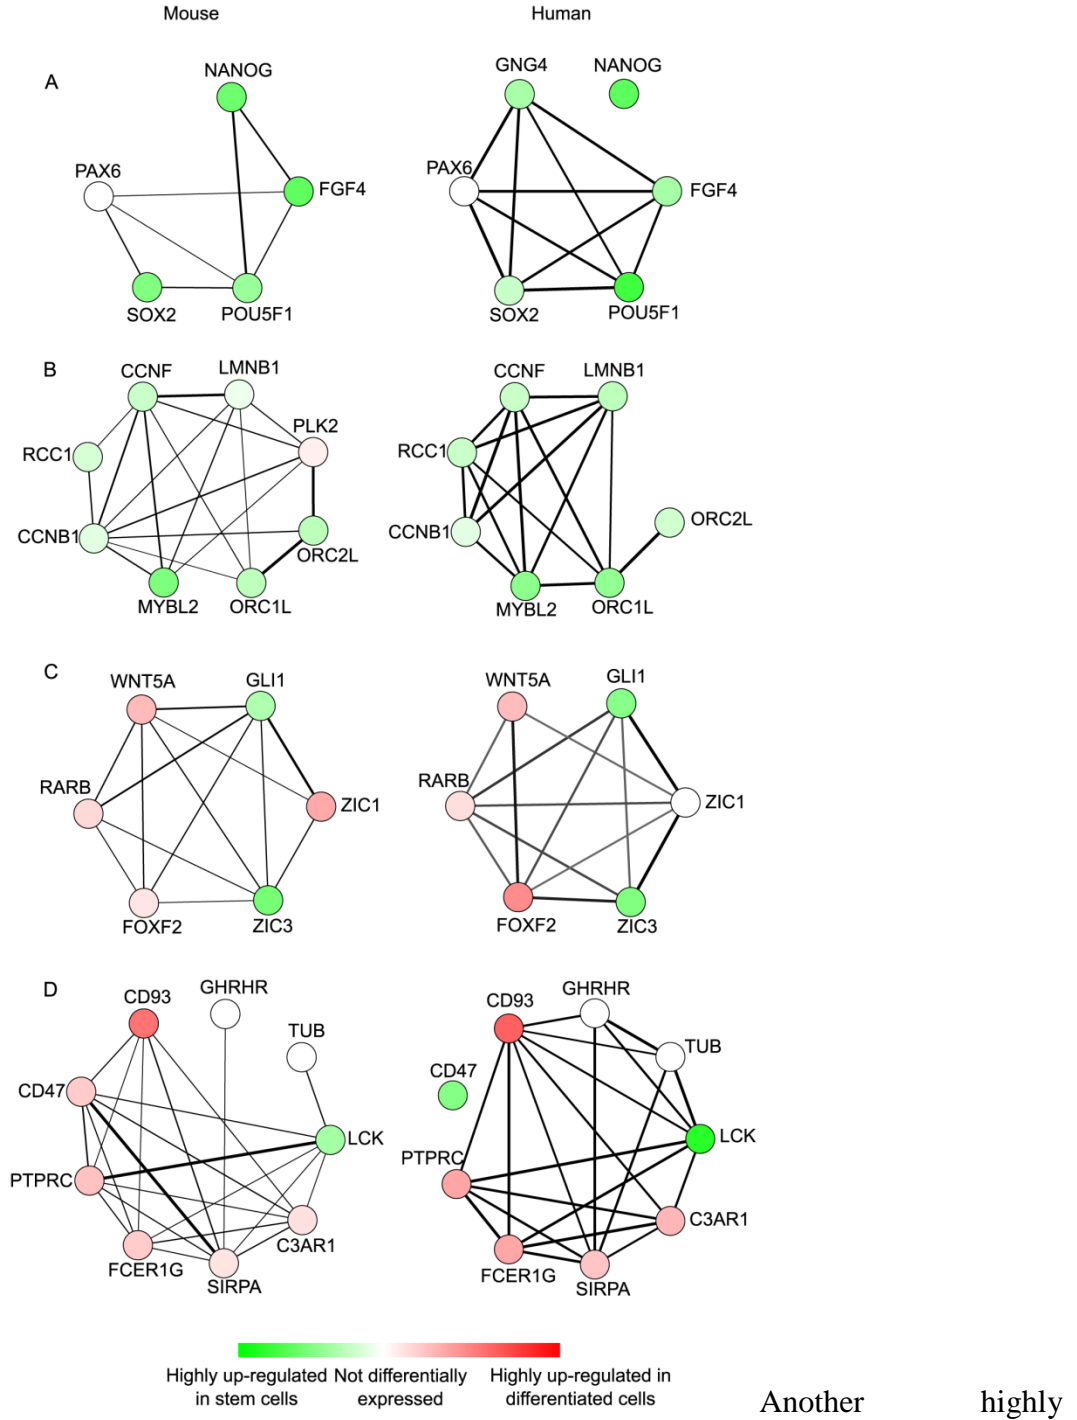 Mouse Human
A
NANOG
PAX6
FGF4
SOX2
POU5F1
GNG4
NANOG
PAX6
FGF4
SOX2
POU5F1
B
CCNF
LMNB1
PLK2
RCC1
CCNB1
ORC2L
MYBL2
ORC1L
CCNF
LMNB1
RCC1
CCNB1
ORC2L
MYBL2
ORC1L
C
WNT5A
GLI1
RARB
ZIC1
FOXF2
ZIC3
WNT5A
GLI1
RARB
ZIC1
FOXF2
ZIC3
D
CD93
GHRHR
TUB
CD47
LCK
PTPRC
C3AR1
FCER1G
SIRPA
CD93
GHRHR
TUB
CD47
LCK
PTPRC
C3AR1
FCER1G
SIRPA
Highly up-regulated Not differentially Highly up-regulated in
in stem cells expressed differentiated cells
Another highly